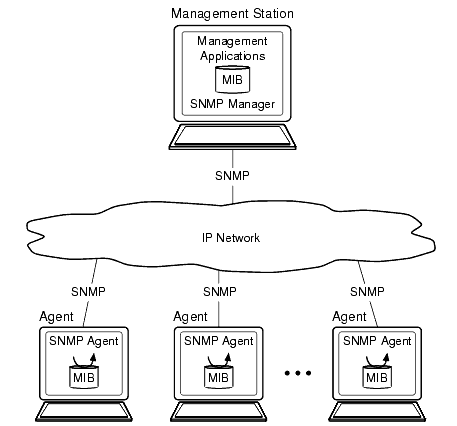 Management Station
Management
Applications
MIB
SNMP Manager
SNMP
IP Network
SNMP
SNMP
SNMP
Agent
Agent
Agent
SNMP Agent
SNMP Agent
SNMP Agent
MIB
MIB
MIB